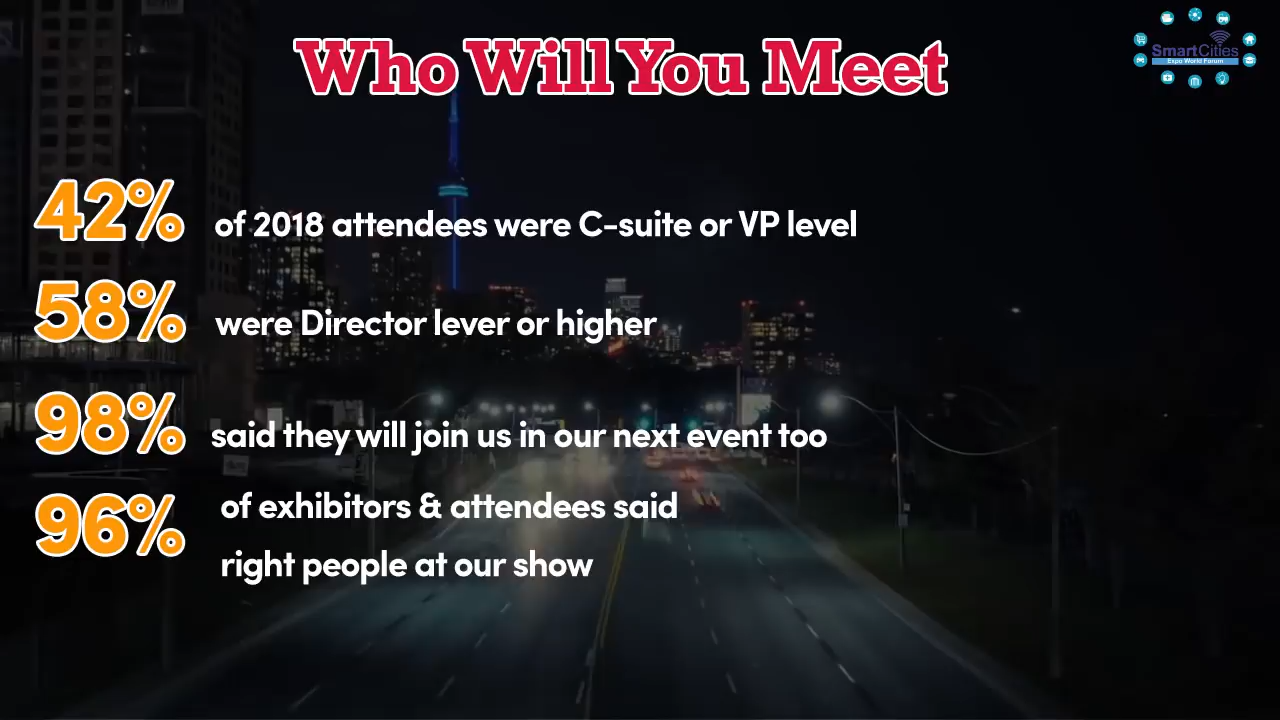 Who Will You Meet
SmartCities
Expo World Forum
42% of 2018 attendees were C-suite or VP level
58% were Director lever or higher
98% said they will join us in our next event too
96% of exhibitors & attendees said
right people at our show